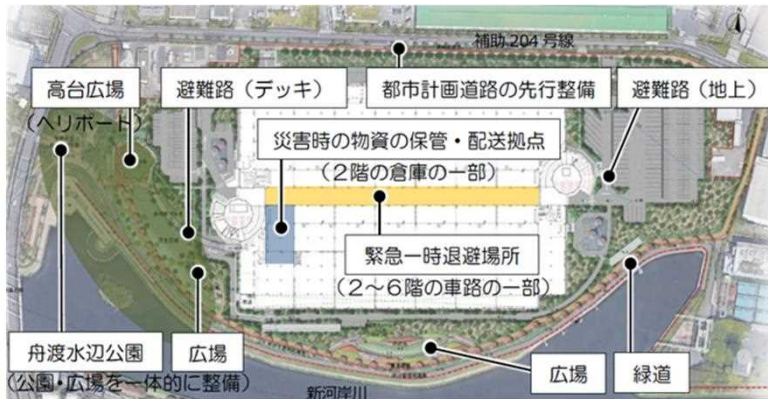 補助204号線
高台広場
(ヘリポート)
避難路(デッキ)
都市計画道路の先行整備
避難路(地上)
災害時の物資の保管・配送拠点
(2階の倉庫の一部)
緊急一時退避場所
(2~6階の車路の一部)
舟渡水辺公園
(公園・広場を一体的に整備)
広場
広場
緑道
新河岸川